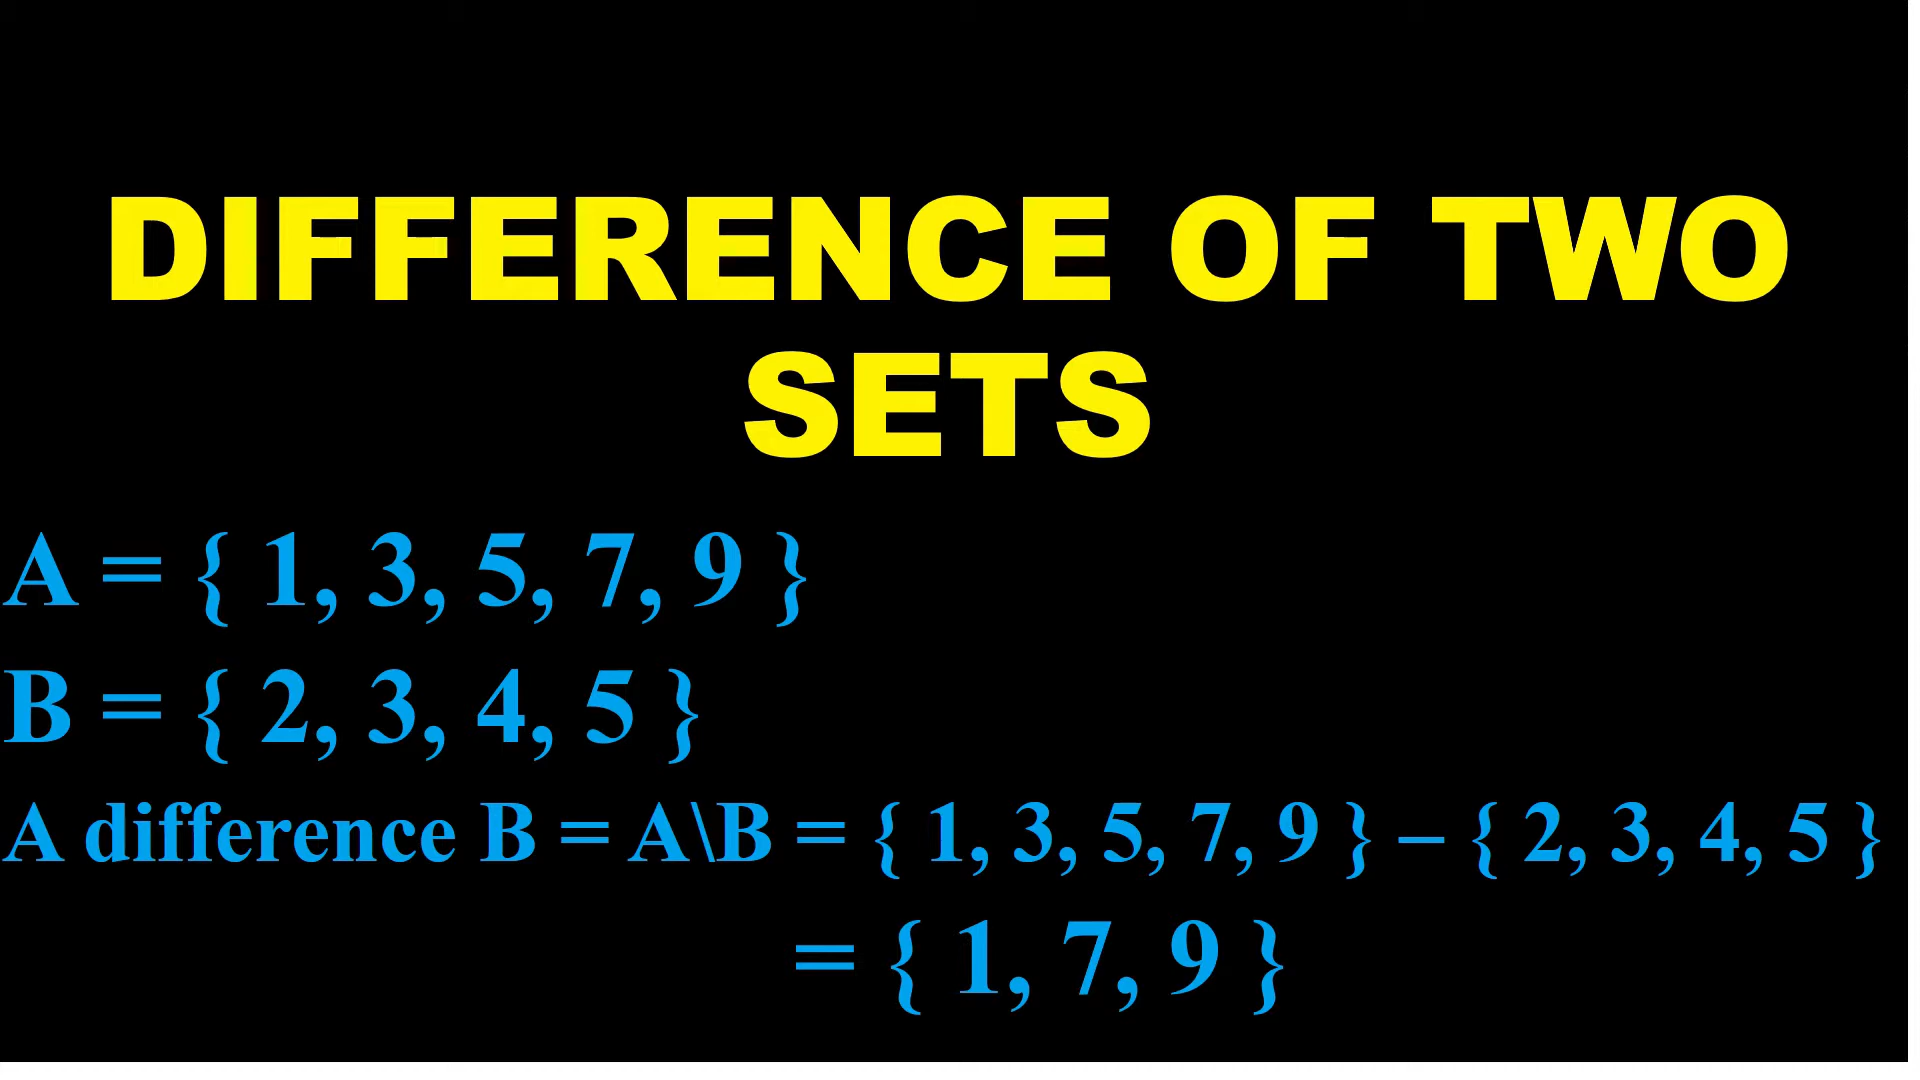 DIFFERENCE OF TWO
SETS
A = { 1, 3, 5, 7, 9 }
B = { 2, 3, 4, 5 }
A difference B = A\B = { 1, 3, 5, 7, 9 } – { 2, 3, 4, 5 }
= { 1, 7, 9 }